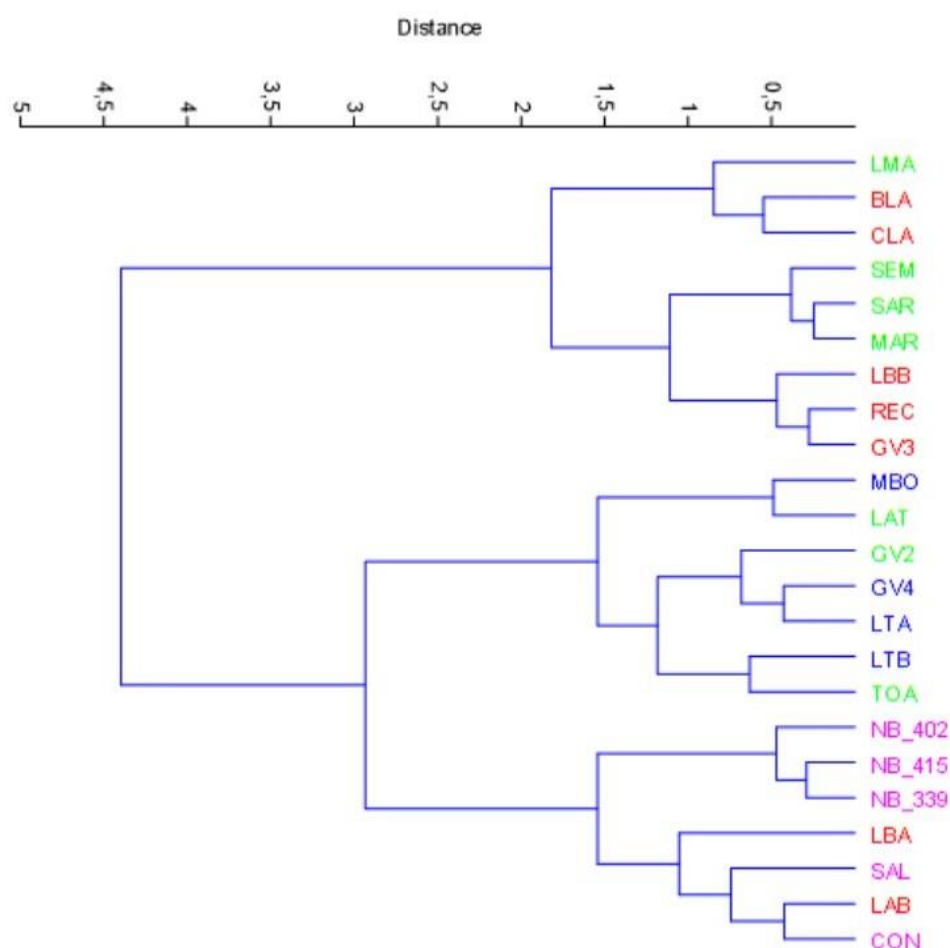 Distance
5 4,5 4 3,5 3 2,5 2 1,5 1 0,5
LMA
BLA
CLA
SEM
SAR
MAR
LBB
REC
GV3
MBO
LAT
GV2
GV4
LTA
LTB
TOA
NB_402
NB_415
NB_339
LBA
SAL
LAB
CON